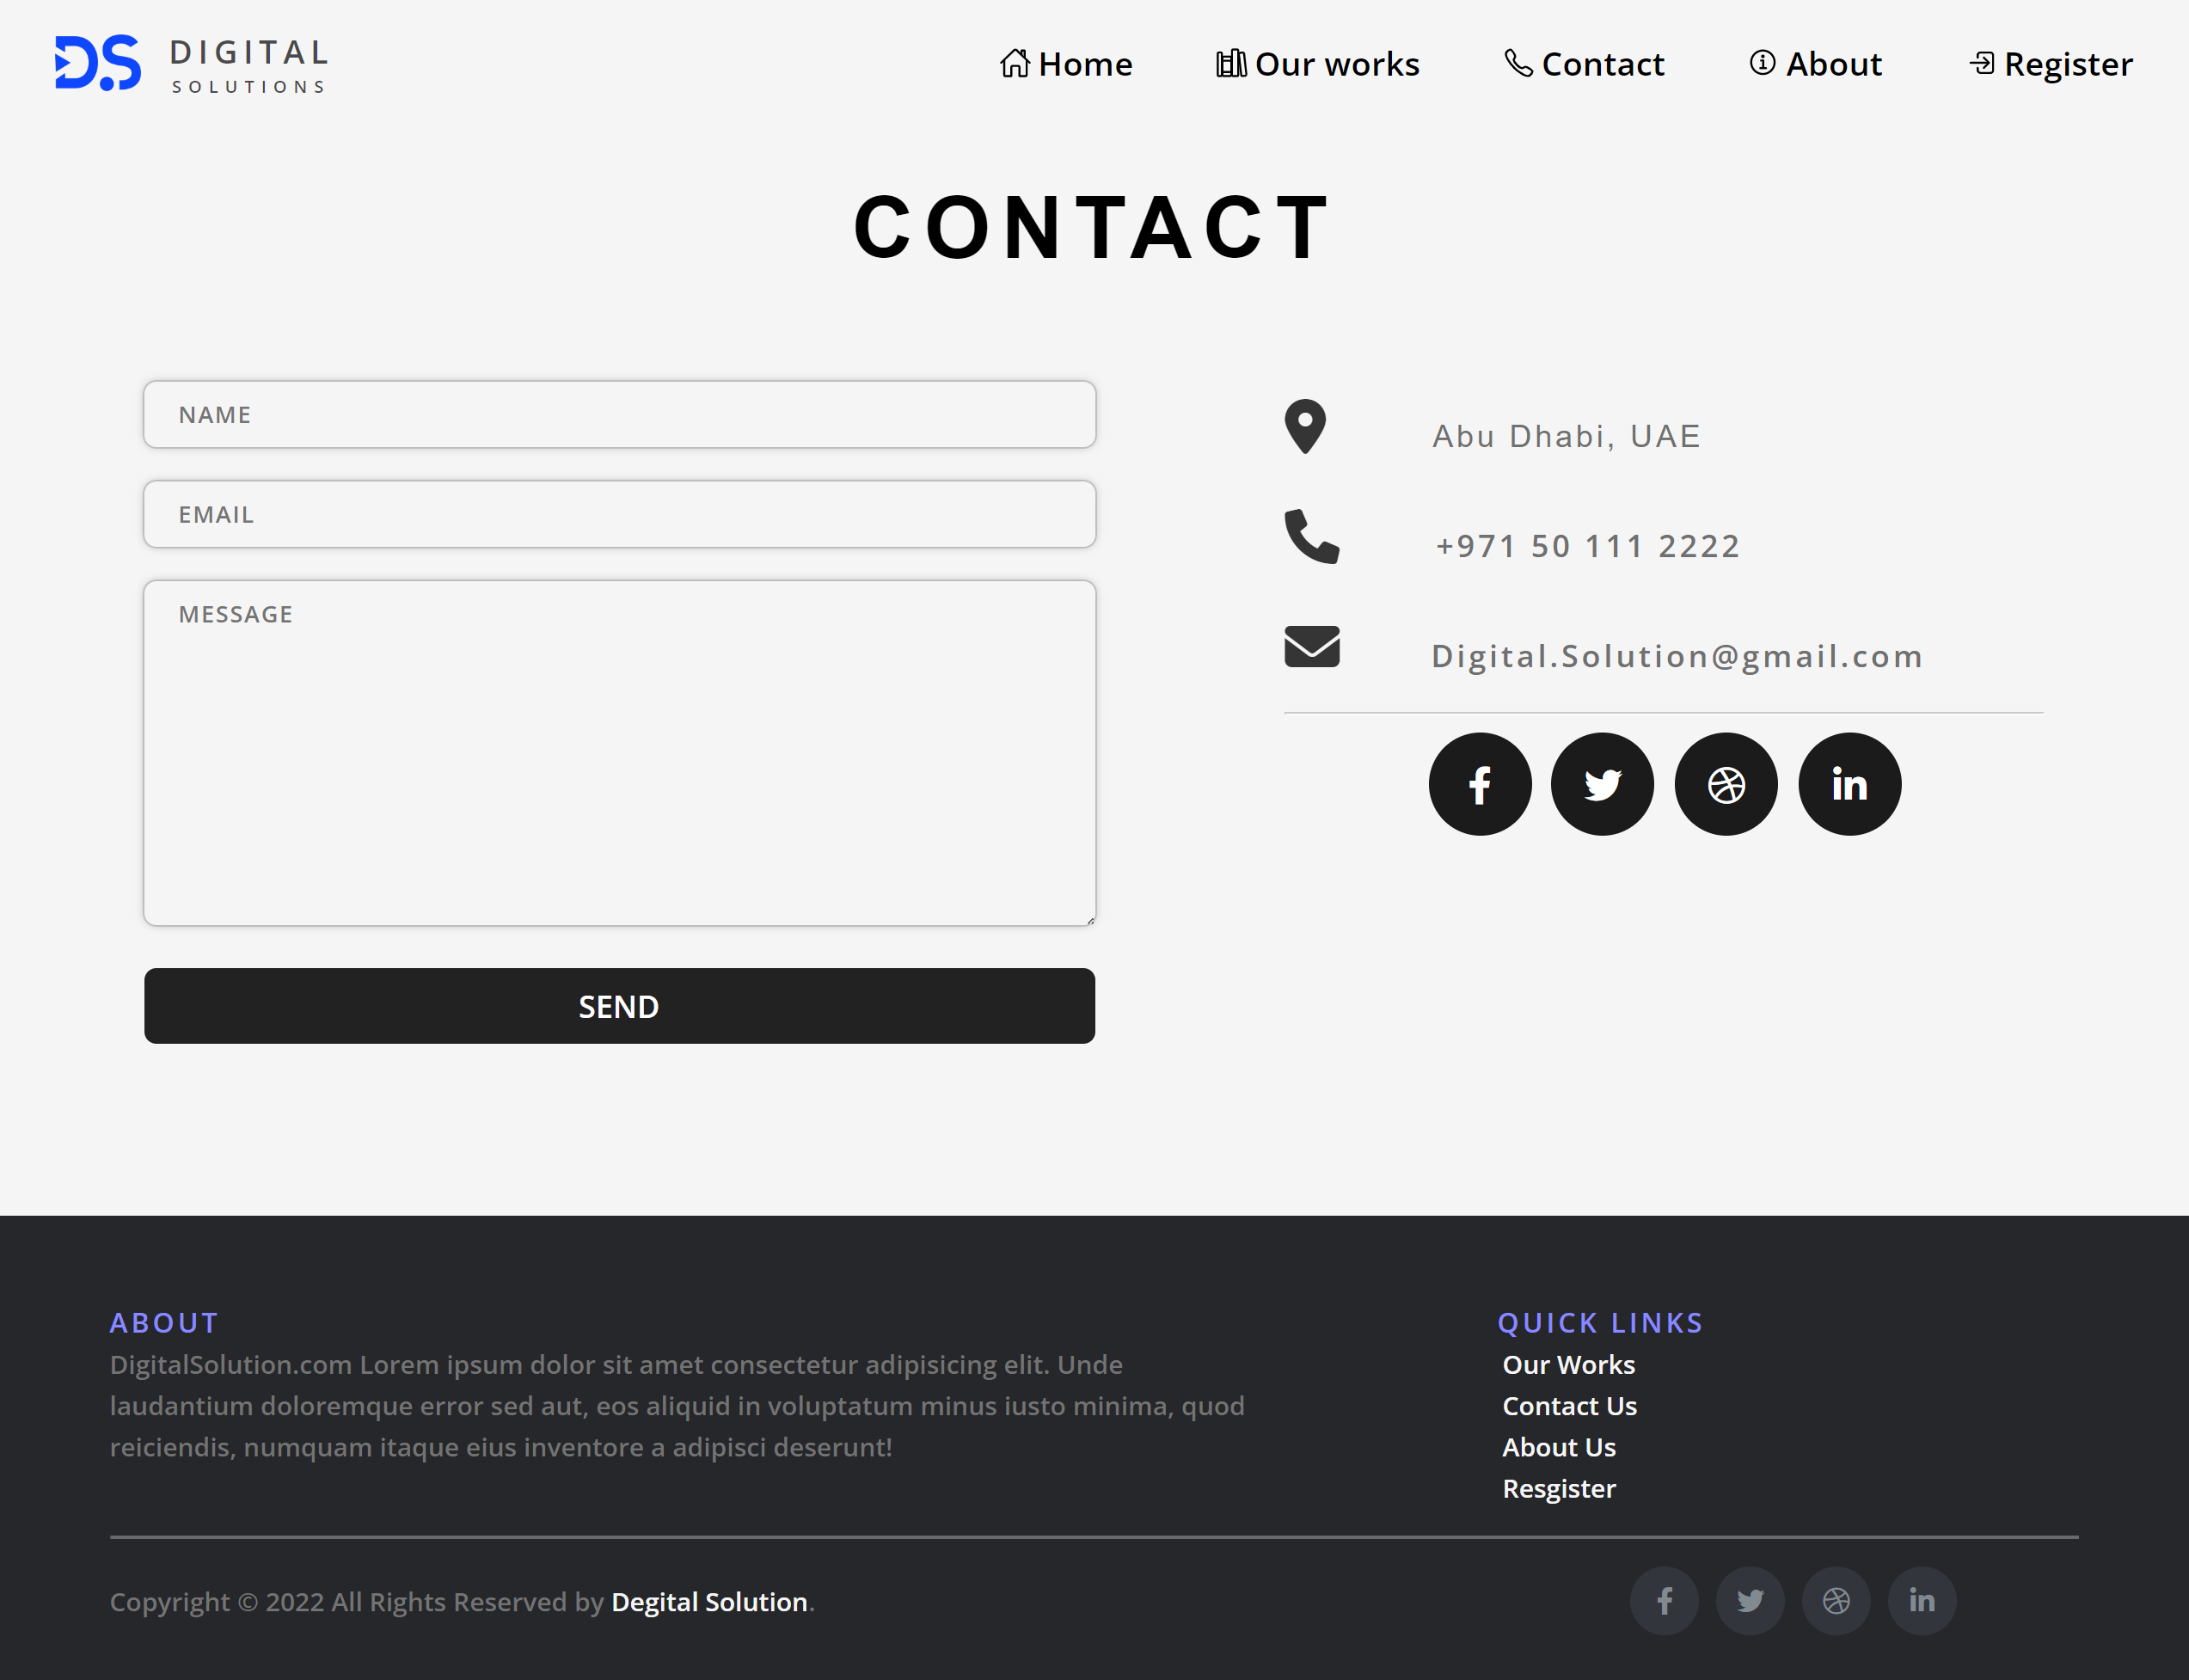 D.S DIGITAL
SOLUTIONS
Home Our works Contact About Register
CONTACT
NAME
EMAIL
MESSAGE
SEND
Abu Dhabi, UAE
+971 50 111 2222
Digital.Solution@gmail.com
ABOUT
DigitalSolution.com Lorem ipsum dolor sit amet consectetur adipisicing elit. Unde
laudantium doloremque error sed aut, eos aliquid in voluptatum minus iusto minima, quod
reiciendis, numquam itaque eius inventore a adipisci deserunt!
QUICK LINKS
Our Works
Contact Us
About Us
Resgister
Copyright © 2022 All Rights Reserved by Degital Solution.